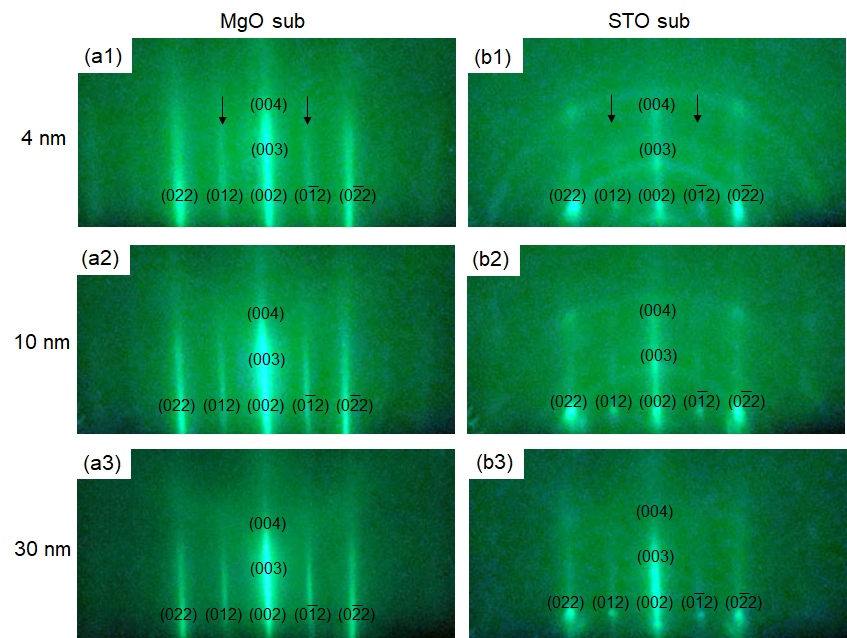 MgO sub STO sub
(a1) (b1)
(004) (004)
4 nm
(003) (003)
(022) (012) (002) (01̅2) (02̅2) (022) (012) (002) (01̅2) (02̅2)
(a2) (b2)
(004) (004)
10 nm
(003) (003)
(022) (012) (002) (01̅2) (02̅2) (022) (012) (002) (01̅2) (02̅2)
(a3) (b3)
(004) (004)
30 nm
(003) (003)
(022) (012) (002) (01̅2) (02̅2) (022) (012) (002) (01̅2) (02̅2)